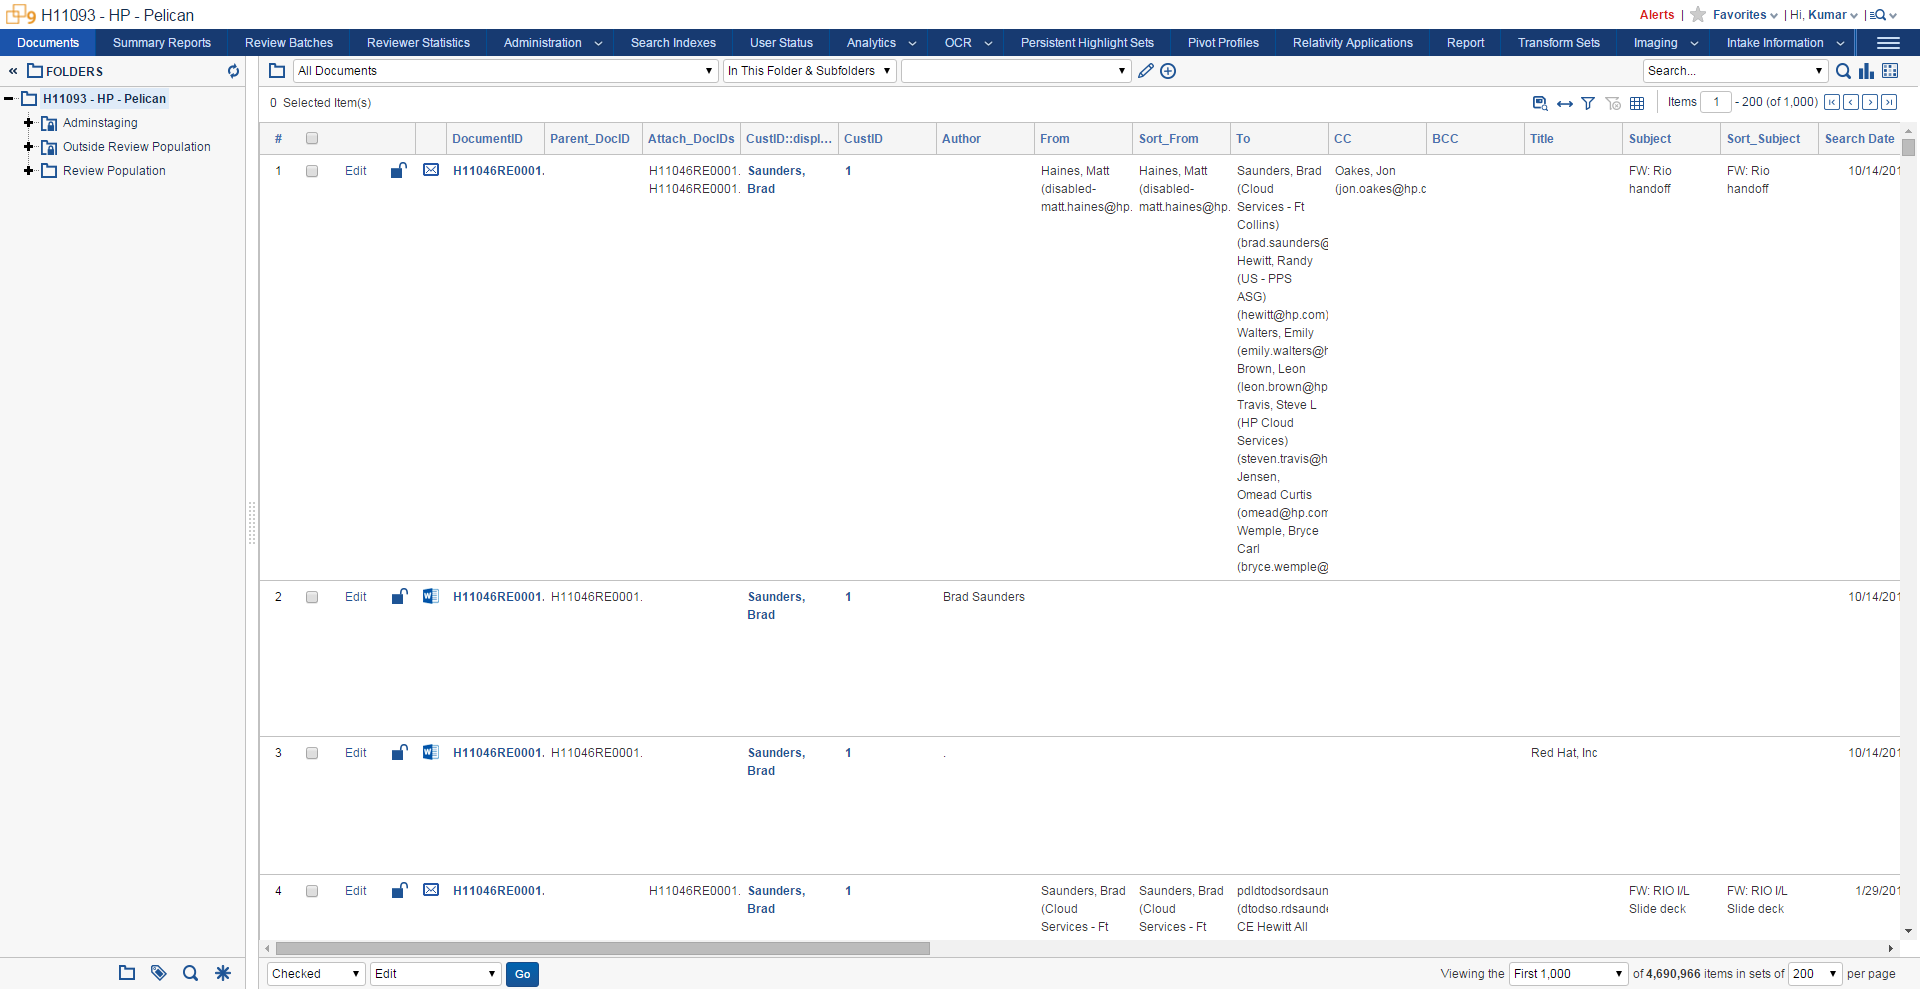 9 H11093 - HP - Pelican
Alerts | Favorites | Hi, Kumar |
Documents Summary Reports Review Batches Reviewer Statistics Administration Search Indexes User Status Analytics OCR Persistent Highlight Sets Pivot Profiles Relativity Applications Report Transform Sets Imaging Intake Information
« FOLDERS
H11093 - HP - Pelican
Adminstaging
Outside Review Population
Review Population
All Documents In This Folder & Subfolders Search...
0 Selected Item(s)
Items 1 - 200 (of 1,000)
# DocumentID Parent_DocID Attach_DocIDs CustID::displ... CustID Author From Sort_From To CC BCC Title Subject Sort_Subject Search Date
1 Edit H11046RE0001. H11046RE0001. Saunders, 1 Haines, Matt Haines, Matt Saunders, Brad Oakes, Jon FW: Rio FW: Rio 10/14/201
H11046RE0001. Brad (disabled- (disabled- (Cloud (jon.oakes@hp.c handoff handoff
matt.haines@hp. matt.haines@hp. Services - Ft
Collins)
(brad.saunders@
Hewitt, Randy
(US - PPS
ASG)
(hewitt@hp.com)
Walters, Emily
(emily.walters@h
Brown, Leon
(leon.brown@hp
Travis, Steve L
(HP Cloud
Services)
(steven.travis@h
Jensen,
Omead Curtis
(omead@hp.com
Wemple, Bryce
Carl
(bryce.wemple@
2 Edit H11046RE0001. H11046RE0001. Saunders, 1 Brad Saunders 10/14/201
Brad
3 Edit H11046RE0001. H11046RE0001. Saunders, 1 . Red Hat, Inc 10/14/201
Brad
4 Edit H11046RE0001. H11046RE0001. Saunders, 1 Saunders, Brad Saunders, Brad pdldtodsordsaun FW: RIO I/L FW: RIO I/L 1/29/201
Brad (Cloud (Cloud (dtodso.rdsaunde Slide deck Slide deck
Services - Ft Services - Ft CE Hewitt All
Checked Edit Go
Viewing the First 1,000 of 4,690,966 items in sets of 200 per page